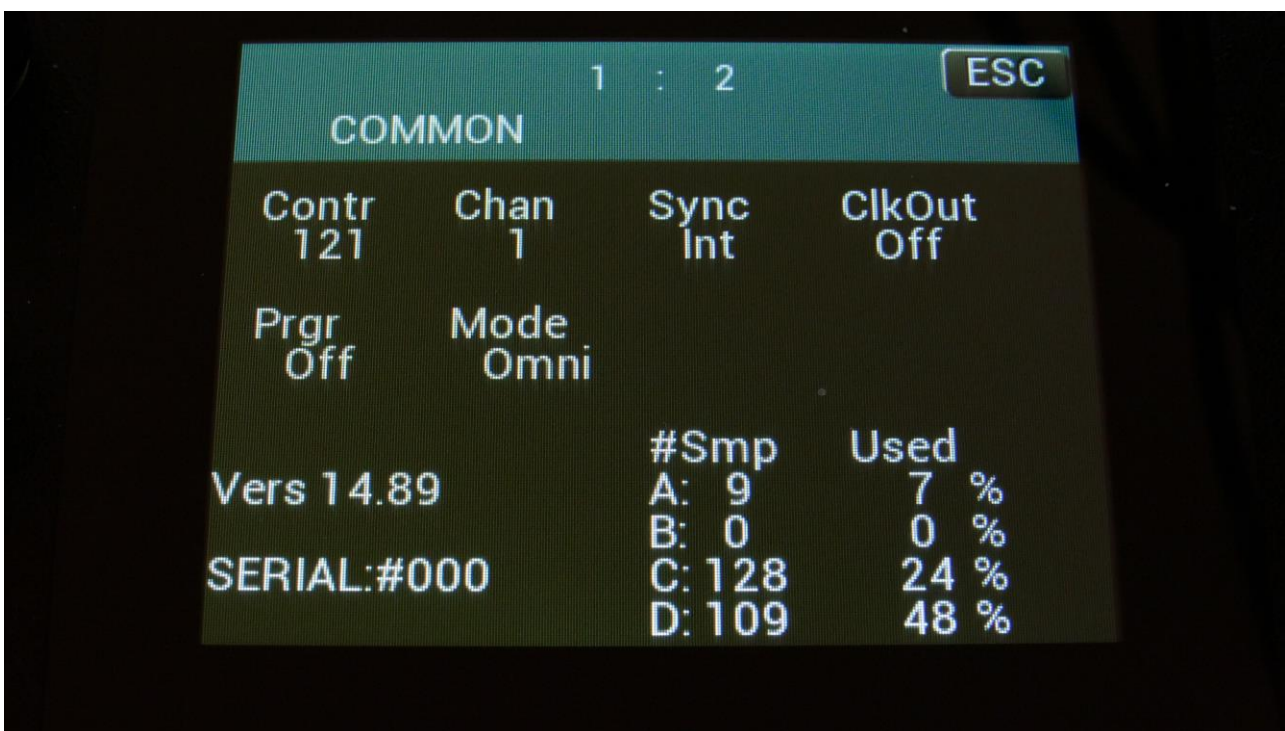 1 : 2 ESC
COMMON
Contr Chan Sync ClkOut
121 1 Int Off
Prgr Mode
Off Omni
#Smp Used
Vers 14.89 A: 9 7 %
B: 0 0 %
SERIAL:#000 C: 128 24 %
D: 109 48 %